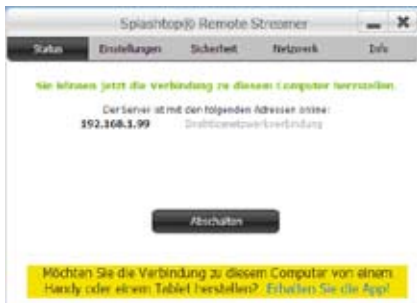 Splashtop® Remote Streamer
Status Einstellungen Sicherheit Netzwerk Info
Sie können jetzt die Verbindung zu diesem Computer herstellen.
Der Server ist mit den folgenden Adressen online:
192.168.1.99 Drahtlosnetzwerkverbindung
Abschalten
Möchten Sie die Verbindung zu diesem Computer von einem
Handy oder einem Tablet herstellen? Erhalten Sie die App!